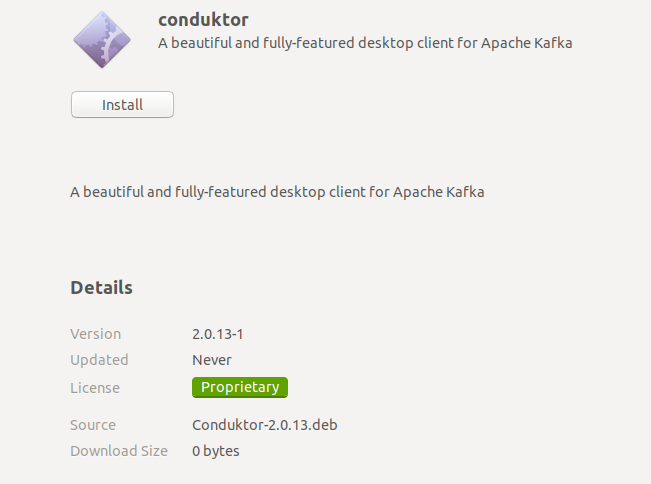 conduktor
A beautiful and fully-featured desktop client for Apache Kafka
Install
A beautiful and fully-featured desktop client for Apache Kafka
Details
Version 2.0.13-1
Updated Never
License Proprietary
Source Conduktor-2.0.13.deb
Download Size 0 bytes